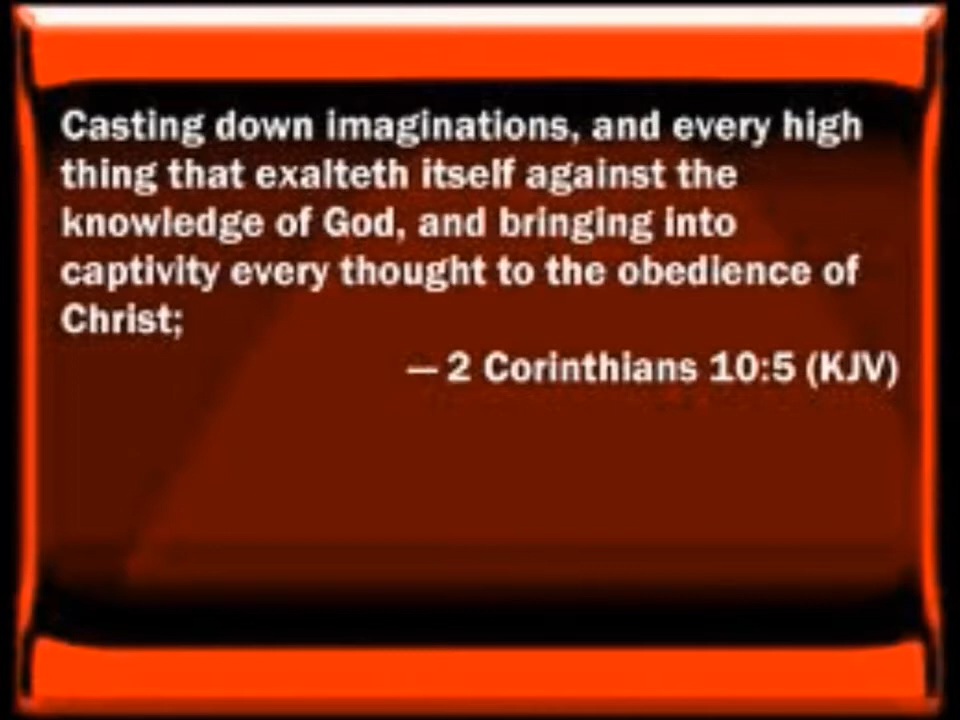 Casting down imaginations, and every high
thing that exalteth itself against the
knowledge of God, and bringing into
captivity every thought to the obedience of
Christ;
— 2 Corinthians 10:5 (KJV)